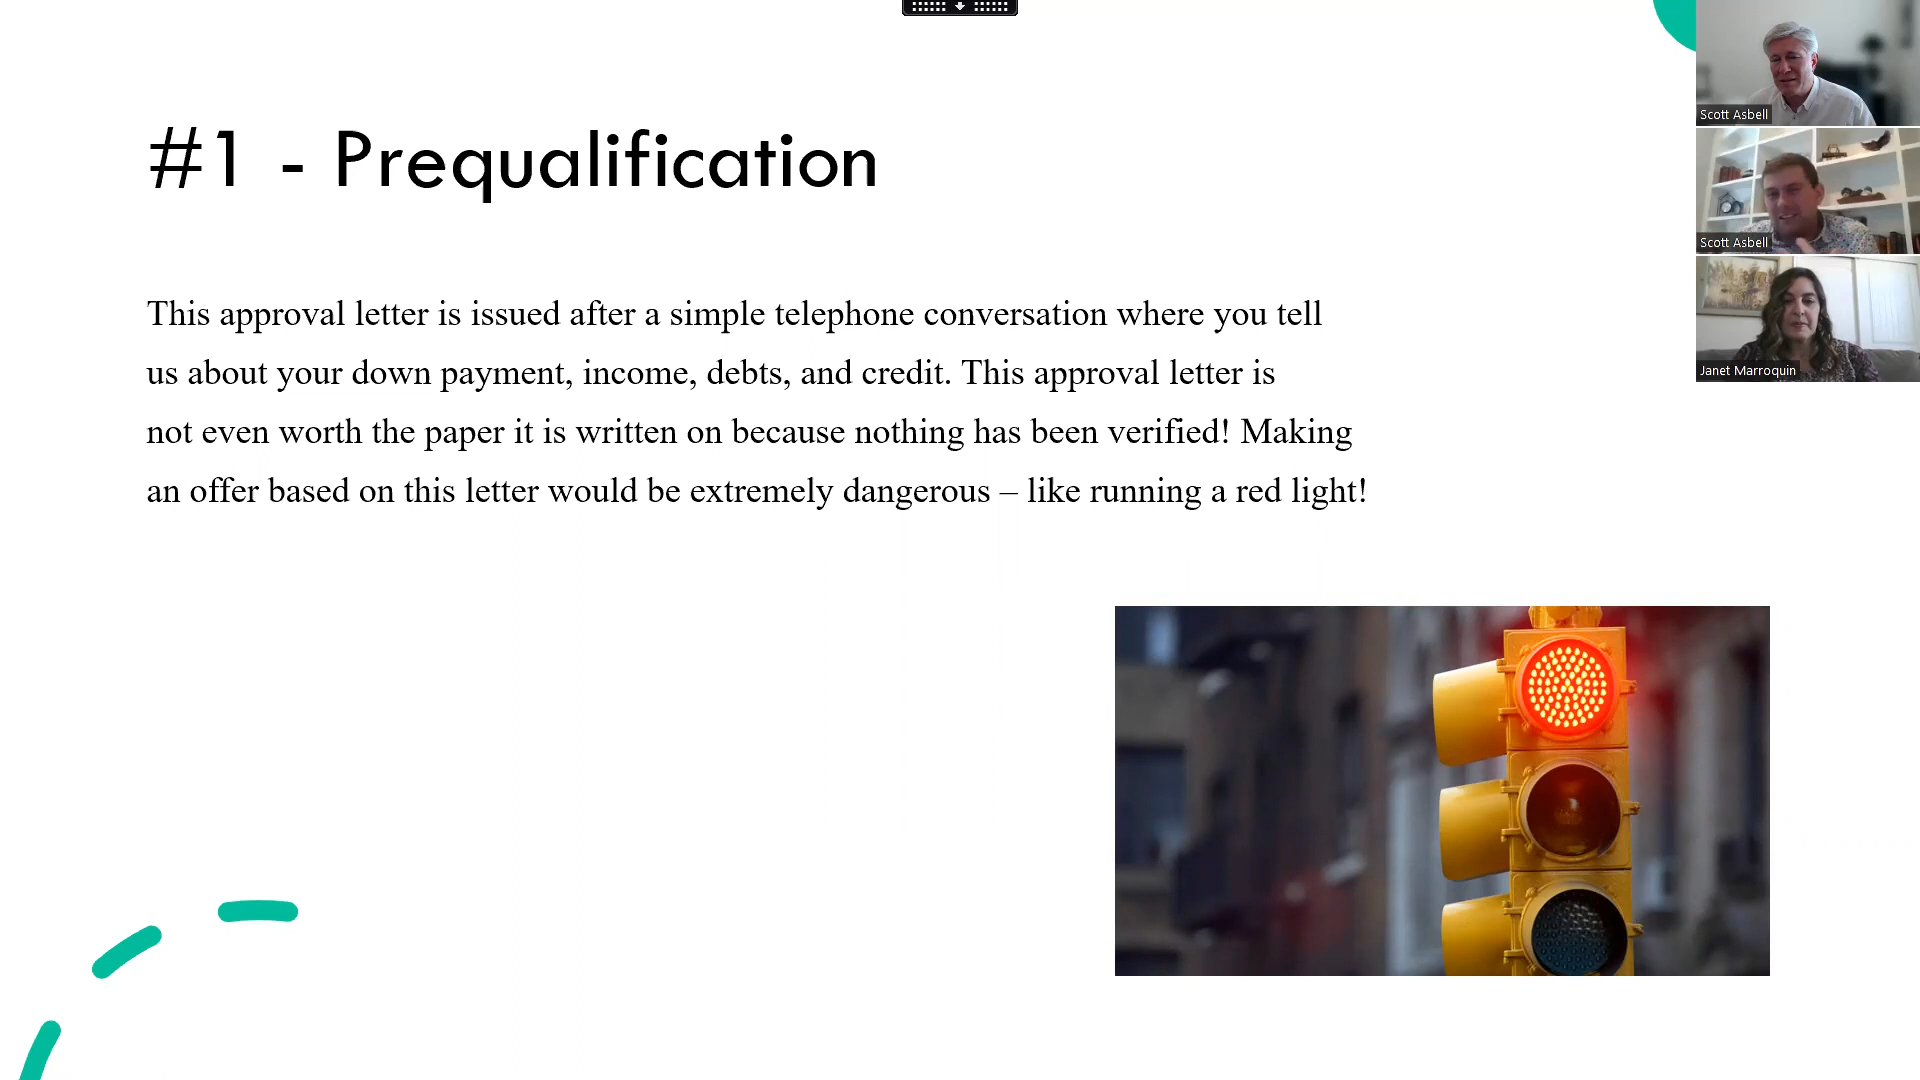 #1 - Prequalification
This approval letter is issued after a simple telephone conversation where you tell
us about your down payment, income, debts, and credit. This approval letter is
not even worth the paper it is written on because nothing has been verified! Making
an offer based on this letter would be extremely dangerous – like running a red light!
Scott Asbell
Scott Asbell
Janet Marroquin